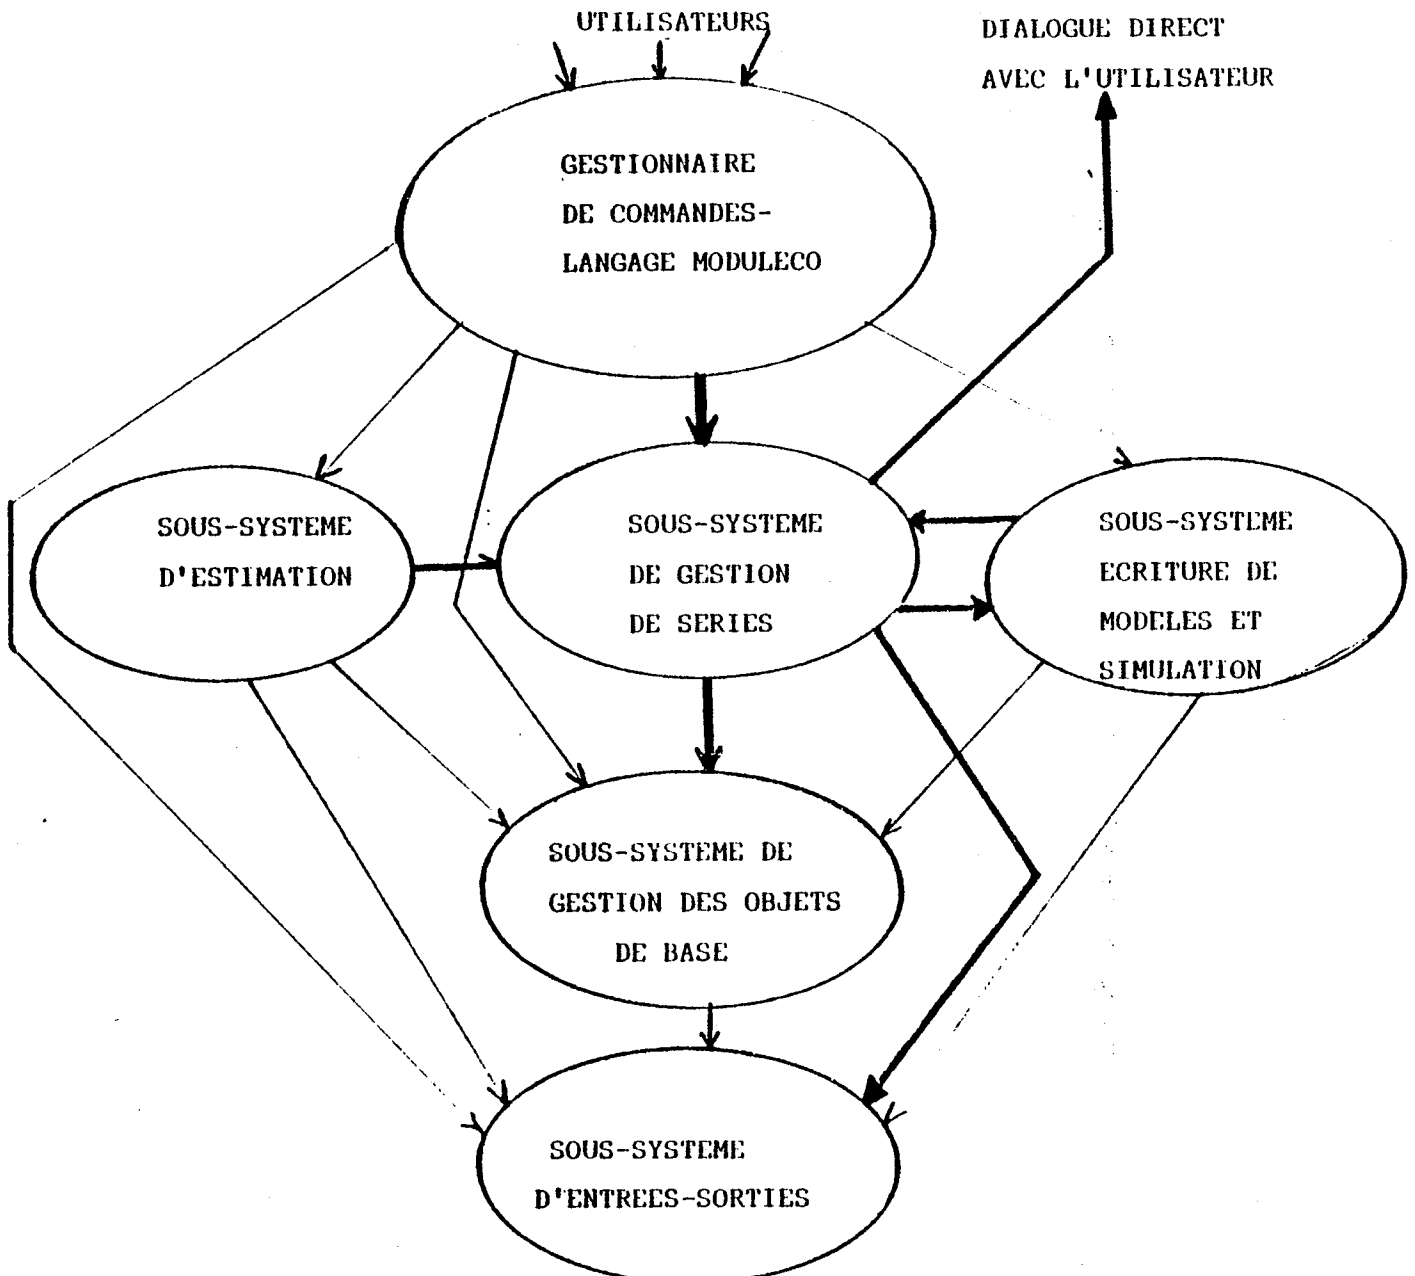 UTILISATEURS
DIALOGUE DIRECT
AVEC L'UTILISATEUR
GESTIONNAIRE
DE COMMANDES-
LANGAGE MODULECO
SOUS-SYSTEME
D'ESTIMATION
SOUS-SYSTEME
DE GESTION
DE SERIES
SOUS-SYSTEME
ECRITURE DE
MODELES ET
SIMULATION
SOUS-SYSTEME DE
GESTION DES OBJETS
DE BASE
SOUS-SYSTEME
D'ENTREES-SORTIES